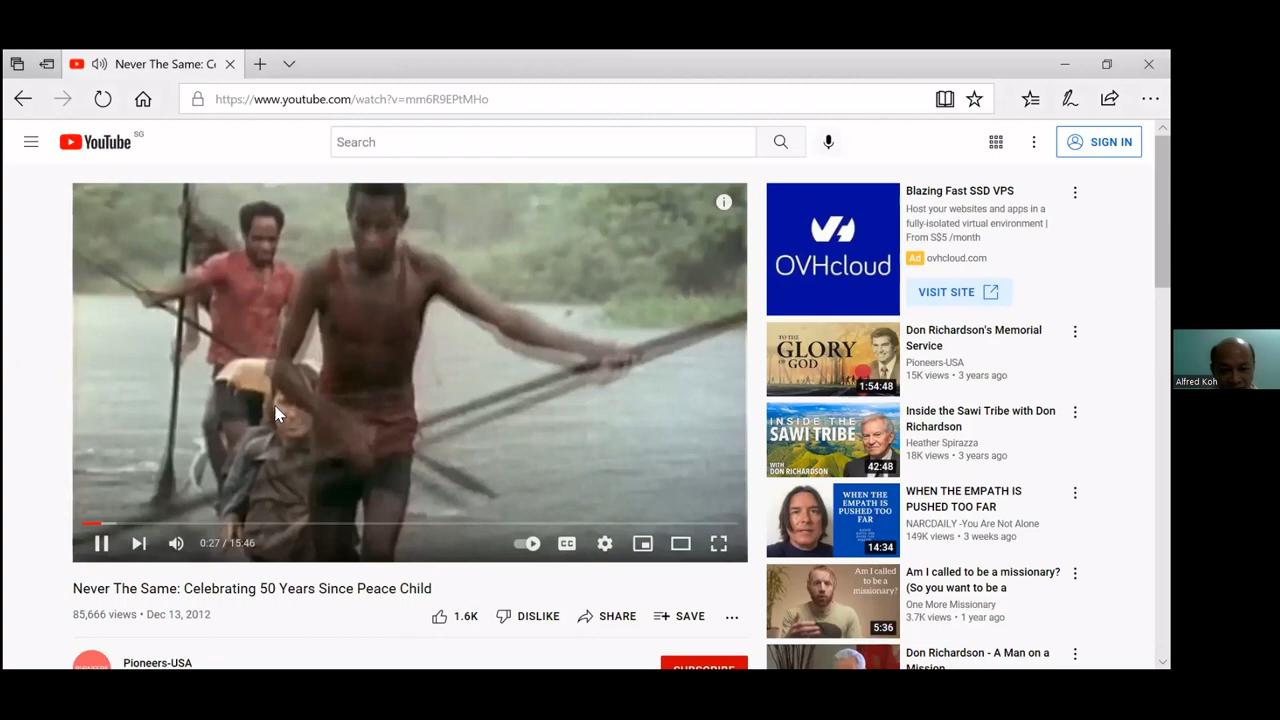 Never The Same: Ce
https://www.youtube.com/watch?v=mm6R9EPtMHo
YouTube SG
Search
SIGN IN
0:27 / 15:46
CC
Never The Same: Celebrating 50 Years Since Peace Child
85,666 views • Dec 13, 2012
1.6K DISLIKE SHARE SAVE
Pioneers-USA
SUBSCRIBE
OVHcloud
Blazing Fast SSD VPS
Host your websites and apps in a
fully-isolated virtual environment |
From S$5 /month
Ad ovhcloud.com
VISIT SITE
TO THE
GLORY
OF
GOD
1:54:48
Don Richardson's Memorial
Service
Pioneers-USA
15K views • 3 years ago
INSIDE THE
SAWI TRIBE
WITH
DON RICHARDSON
42:48
Inside the Sawi Tribe with Don
Richardson
Heather Spirazza
18K views • 3 years ago
WHEN THE
EMPATH IS
PUSHED TOO
FAR
14:34
WHEN THE EMPATH IS
PUSHED TOO FAR
NARCDAILY -You Are Not Alone
149K views • 3 weeks ago
Am I called
to be a
missionary?
5:36
Am I called to be a missionary?
(So you want to be a
One More Missionary
3.7K views • 1 year ago
Don Richardson - A Man on a
Mission
Alfred Koh